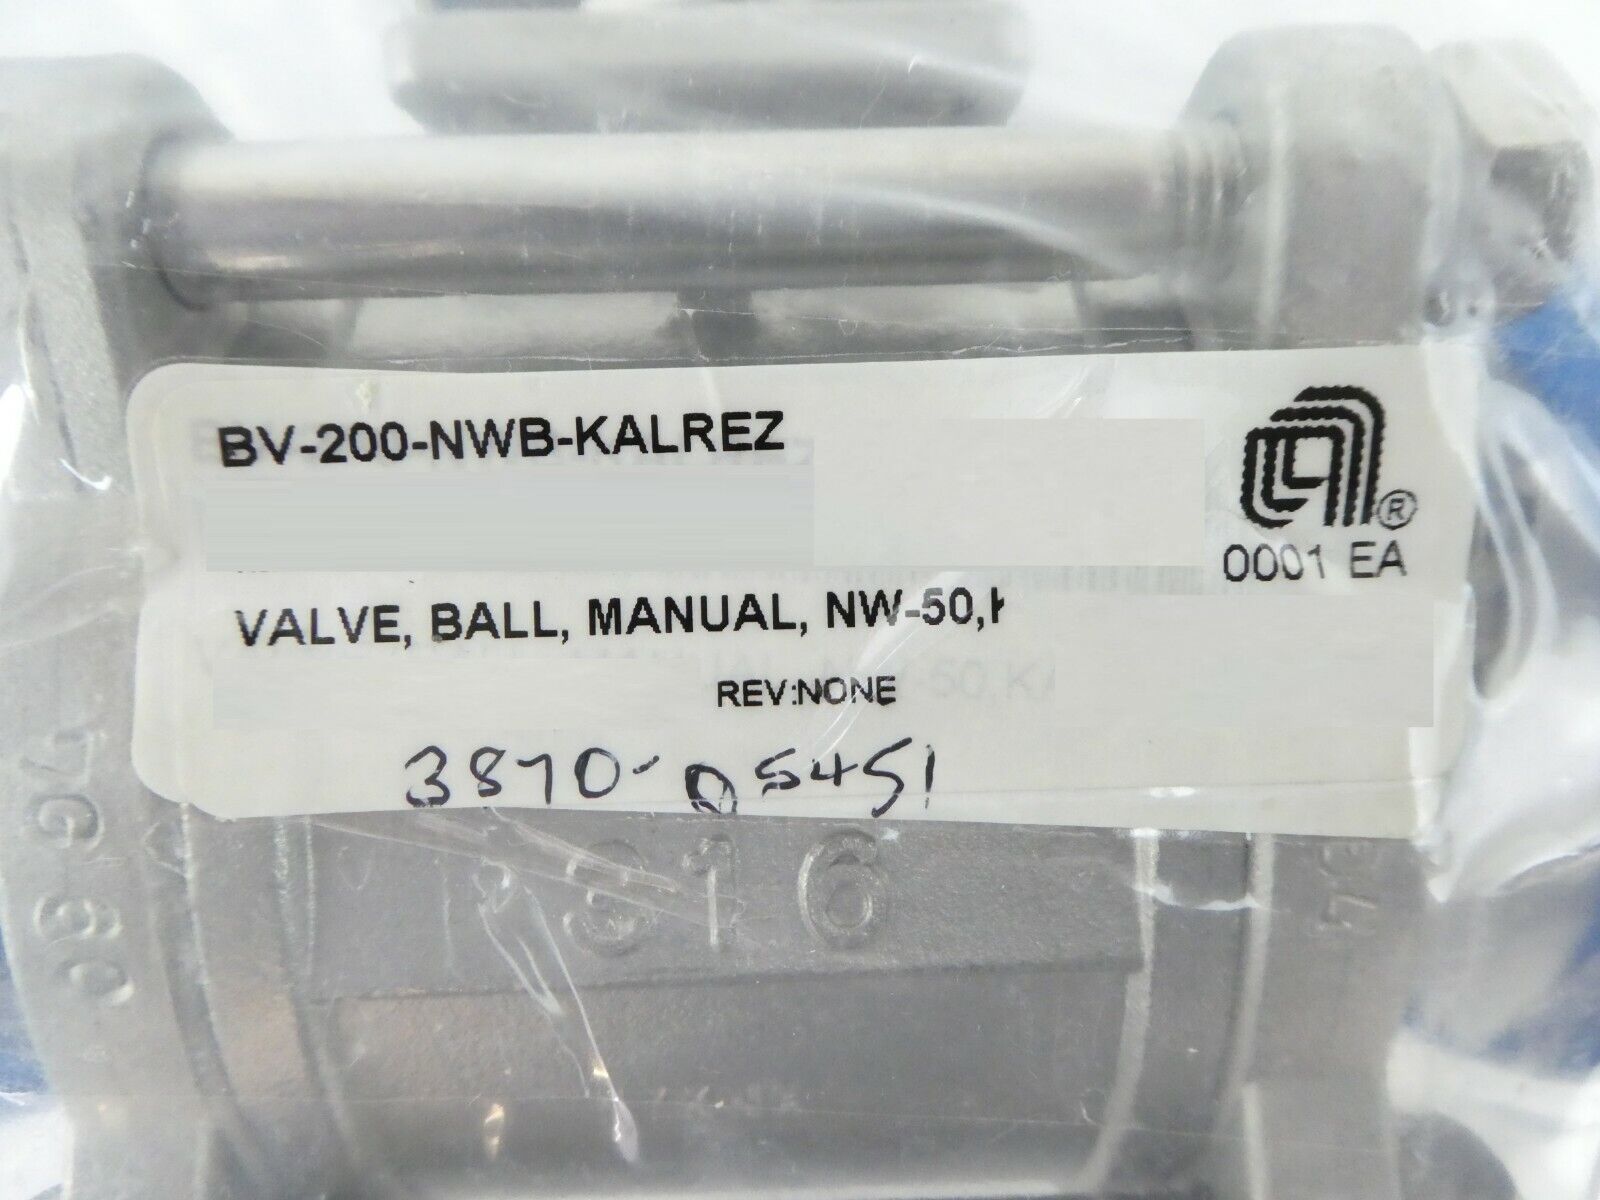 BV-200-NWB-KALREZ
®
0001 EA
VALVE, BALL, MANUAL, NW-50,K
REV:NONE
3870-05451
316